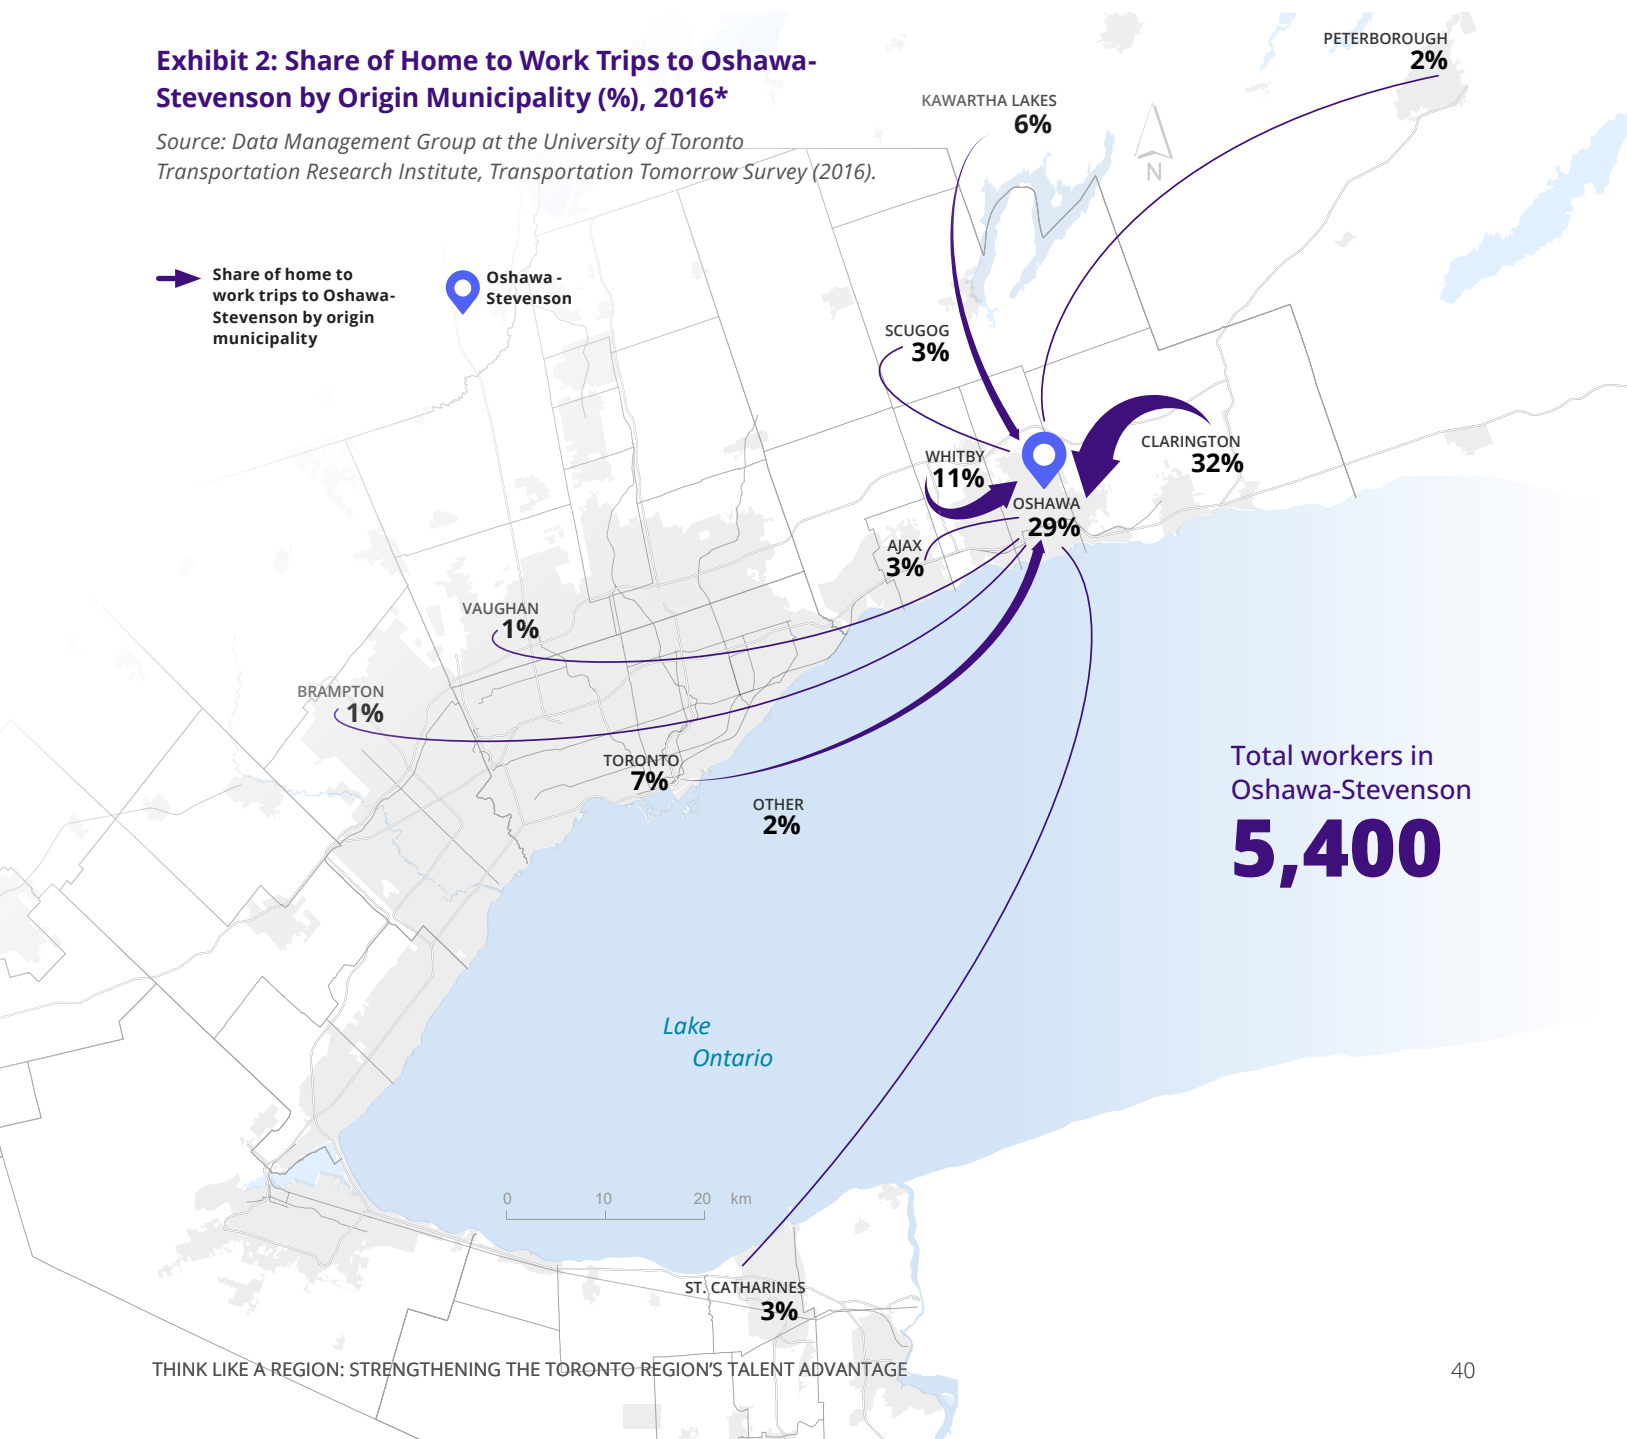 Exhibit 2: Share of Home to Work Trips to Oshawa-
Stevenson by Origin Municipality (%), 2016*
Source: Data Management Group at the University of Toronto
Transportation Research Institute, Transportation Tomorrow Survey (2016).
PETERBOROUGH
2%
KAWARTHA LAKES
6%
N
Share of home to
work trips to Oshawa-
Stevenson by origin
municipality
Oshawa -
Stevenson
SCUGOG
3%
WHITBY
11%
CLARINGTON
32%
OSHAWA
29%
AJAX
3%
VAUGHAN
1%
BRAMPTON
1%
TORONTO
7%
OTHER
2%
Total workers in
Oshawa-Stevenson
5,400
Lake
Ontario
0 10 20 km
ST. CATHARINES
3%
THINK LIKE A REGION: STRENGTHENING THE TORONTO REGION'S TALENT ADVANTAGE
40